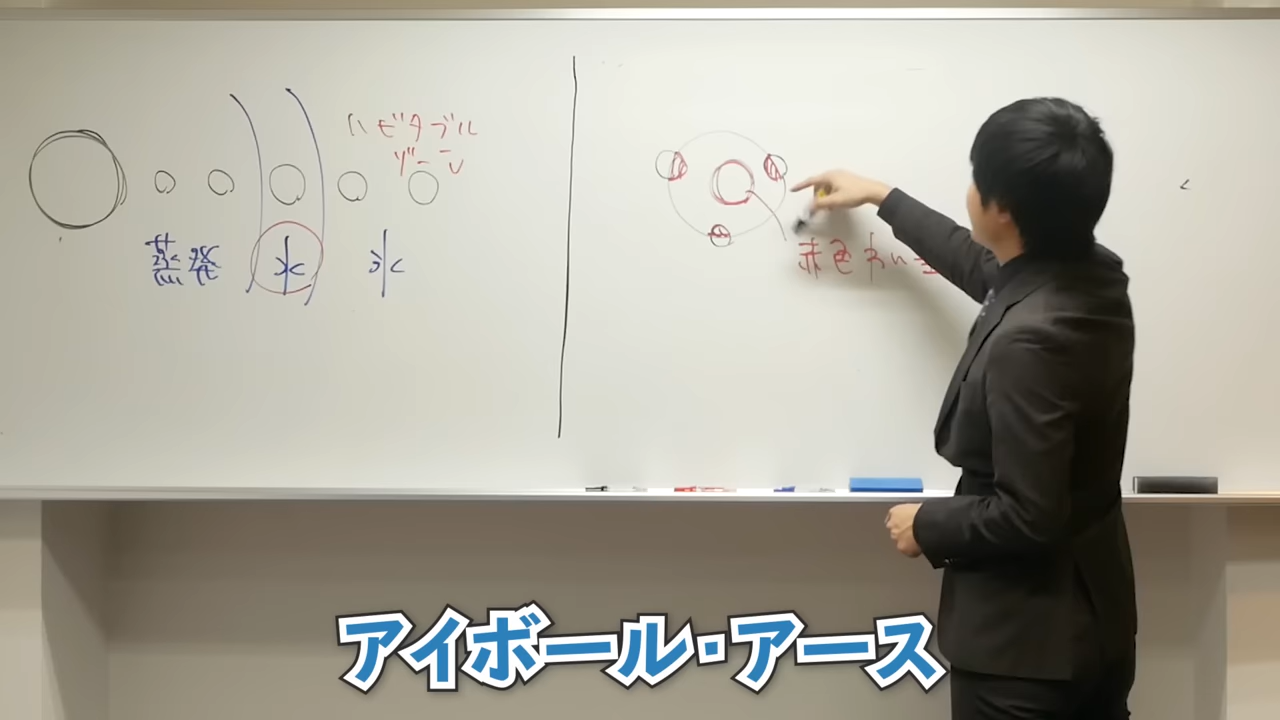 ハビタブル
ゾーン
蒸発
水
氷
赤色わい星
アイボール・アース